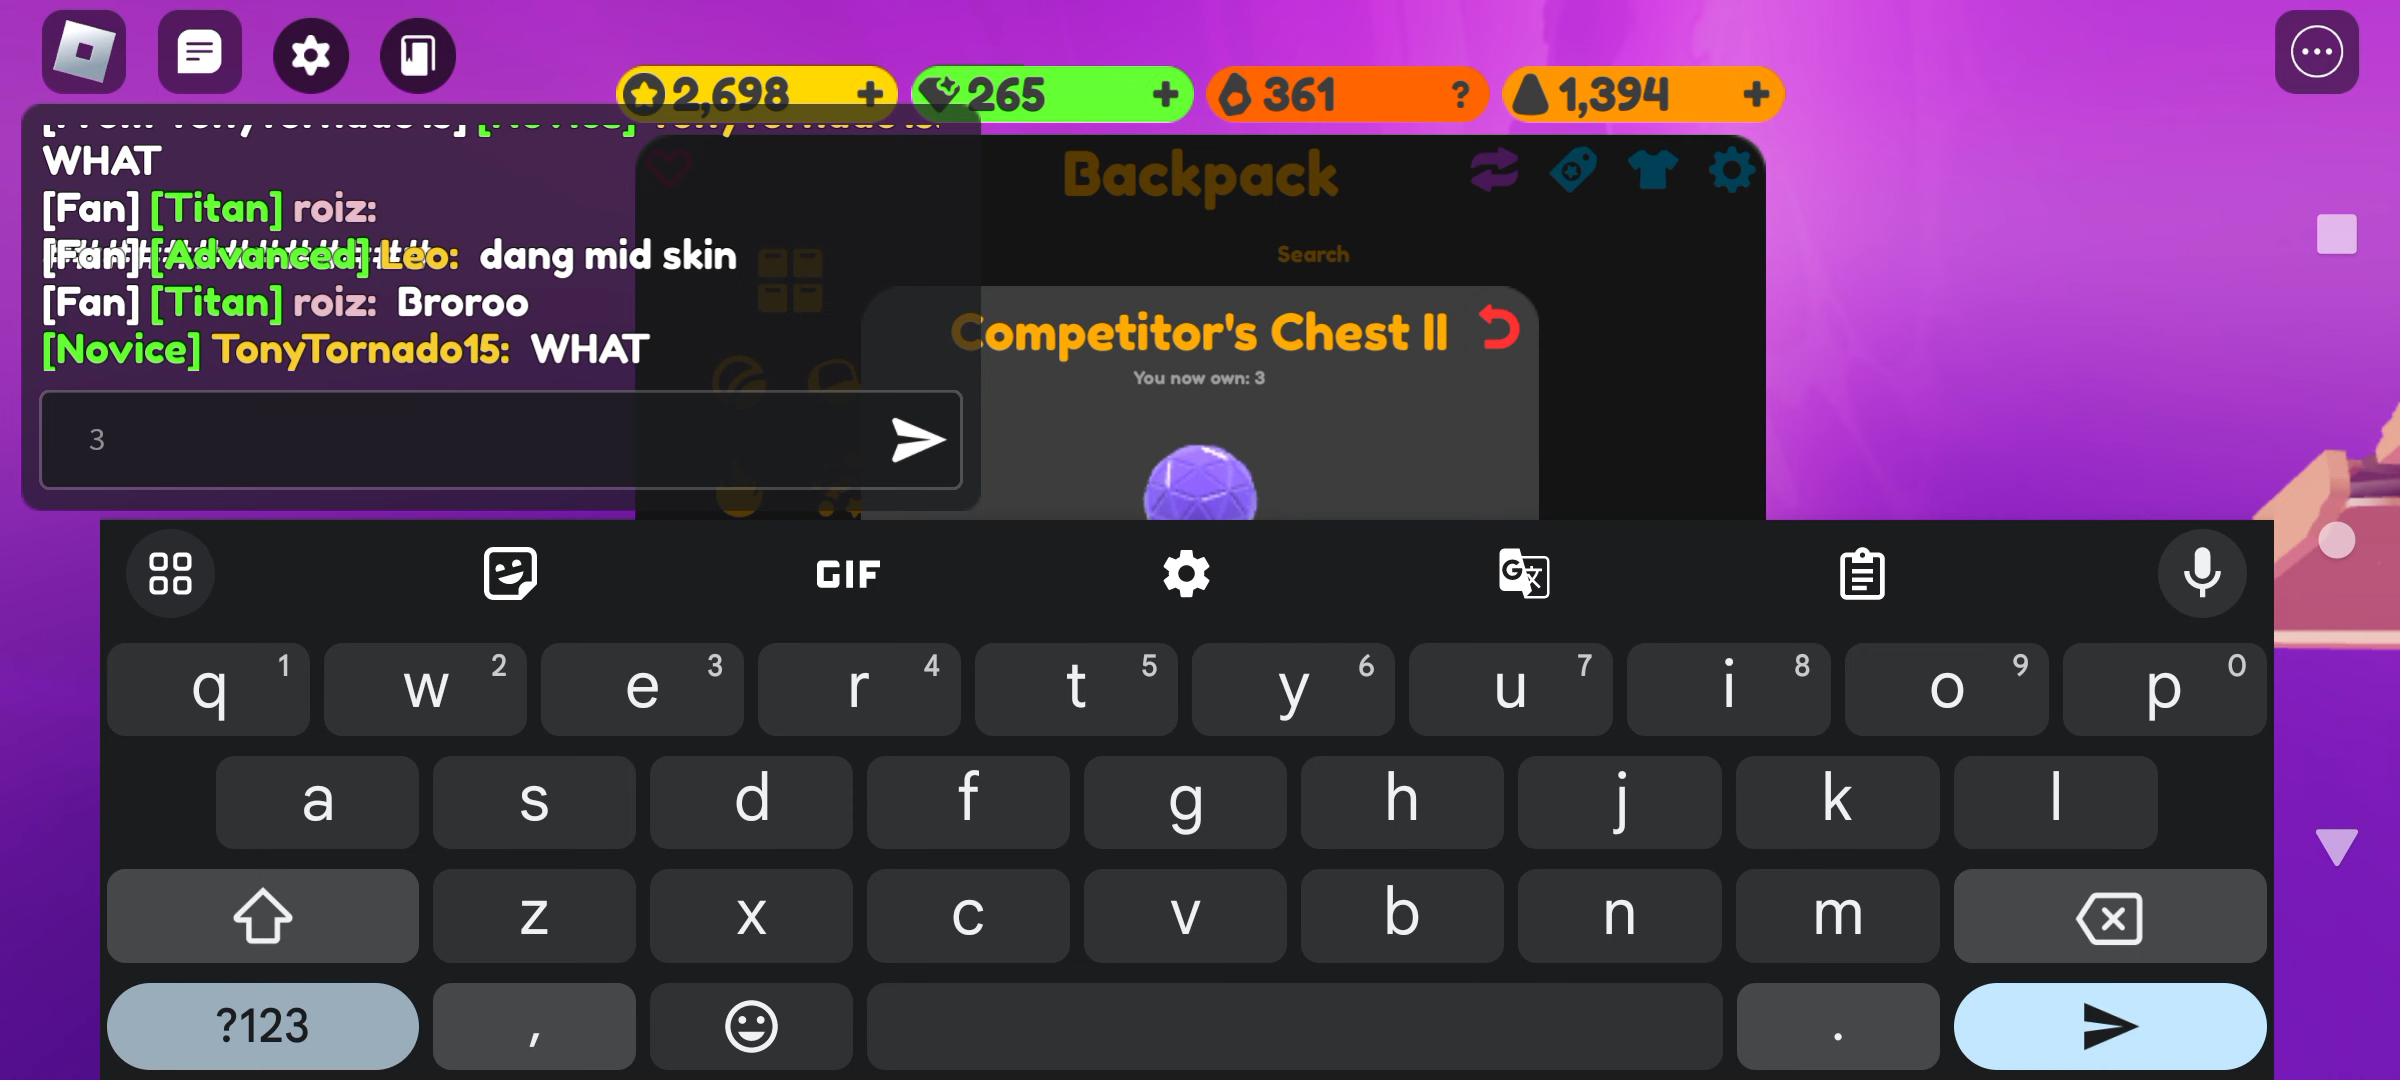 2,698 +
265 +
361 ?
1,394 +
WHAT
[Fan] [Titan] roiz:
[Fan] [Advanced] Leo: dang mid skin
[Fan] [Titan] roiz: Broroo
[Novice] TonyTornado15: WHAT
3
Backpack
Search
Competitor's Chest II
You now own: 3
GIF
q 1 w 2 e 3 r 4 t 5 y 6 u 7 i 8 o 9 p 0
a s d f g h j k l
z x c v b n m
?123 , .